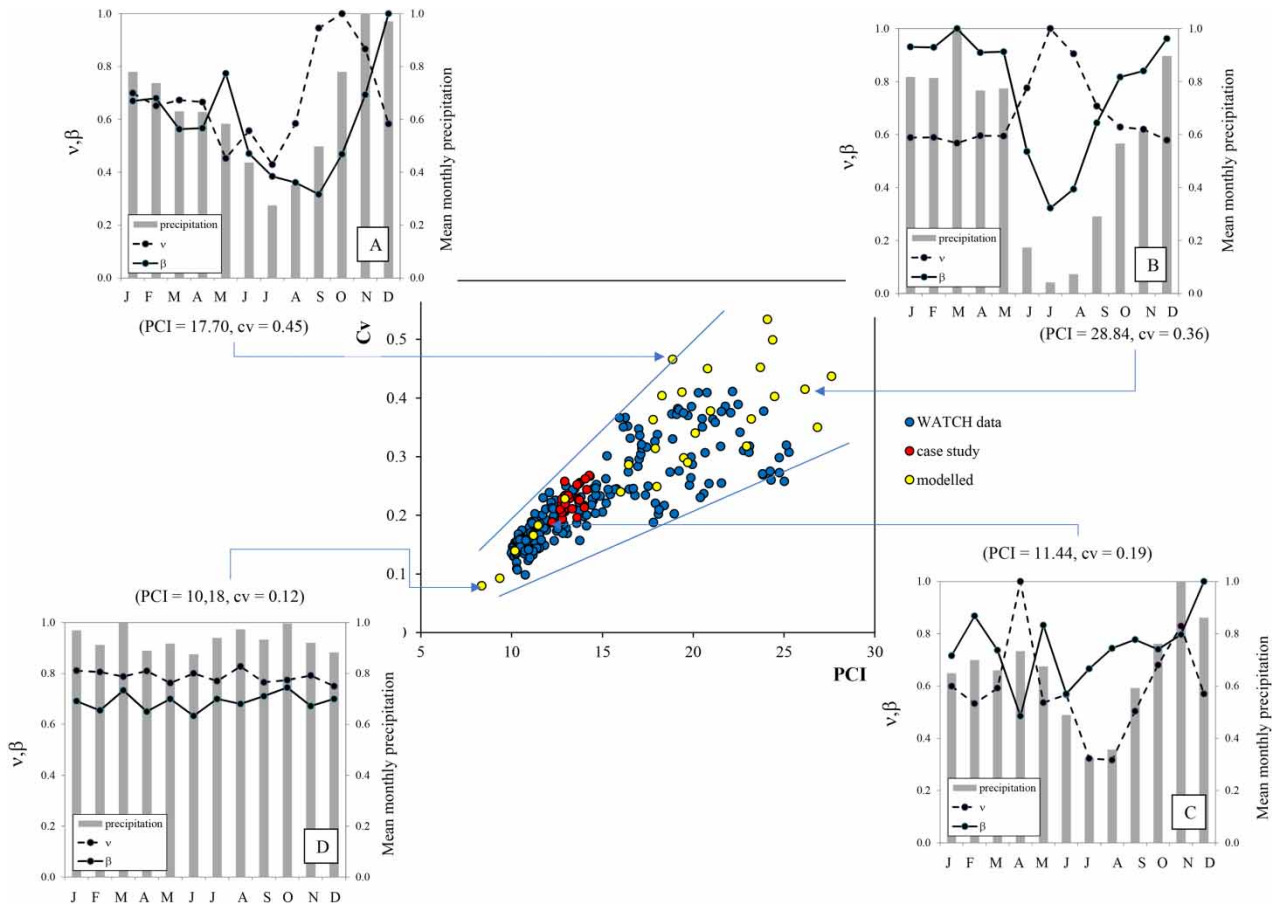 1.0
0.8
0.6
0.4
0.2
0.0
ν,β
precipitation
ν
β
A
1.0
0.8
0.6
0.4
0.2
0.0
Mean monthly precipitation
J F M A M J J A S O N D
(PCI = 17.70, cv = 0.45)
1.0
0.8
0.6
0.4
0.2
0.0
ν,β
precipitation
ν
β
B
1.0
0.8
0.6
0.4
0.2
0.0
Mean monthly precipitation
J F M A M J J A S O N D
(PCI = 28.84, cv = 0.36)
Cv
0.5
0.4
0.3
0.2
0.1
)
5 10 15 20 25 30
PCI
WATCH data
case study
modelled
(PCI = 10,18, cv = 0.12)
1.0
0.8
0.6
0.4
0.2
0.0
ν,β
precipitation
ν
β
D
1.0
0.8
0.6
0.4
0.2
0.0
Mean monthly precipitation
J F M A M J J A S O N D
(PCI = 11.44, cv = 0.19)
1.0
0.8
0.6
0.4
0.2
0.0
ν,β
precipitation
ν
β
C
1.0
0.8
0.6
0.4
0.2
0.0
Mean monthly precipitation
J F M A M J J A S O N D